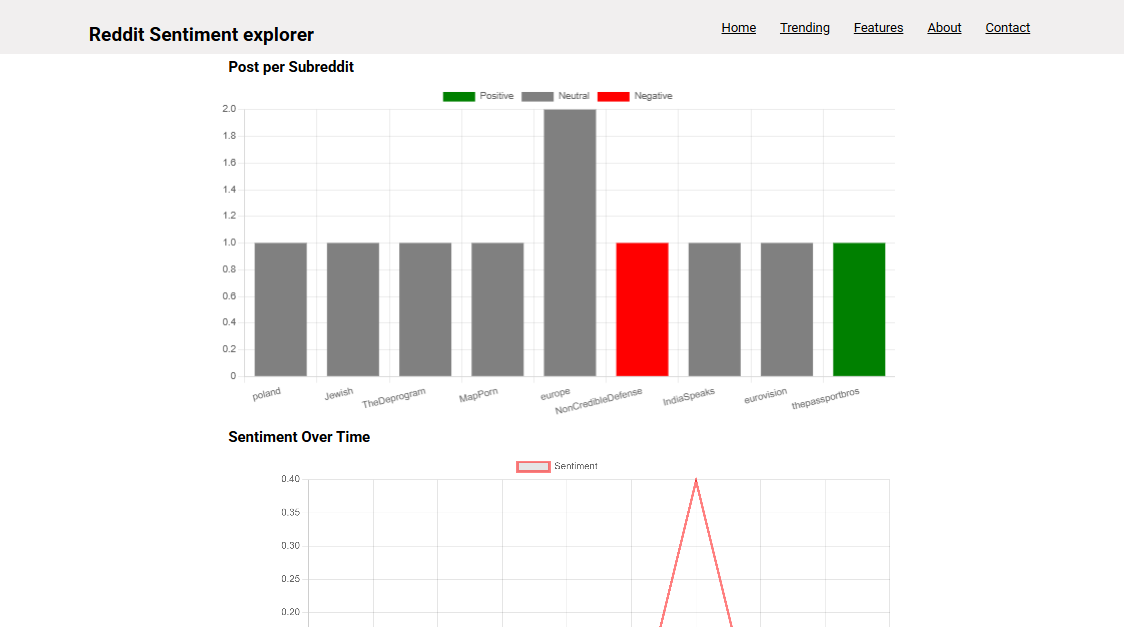 Reddit Sentiment explorer
Home Trending Features About Contact
Post per Subreddit
Positive Neutral Negative
2.0
1.8
1.6
1.4
1.2
1.0
0.8
0.6
0.4
0.2
0
poland Jewish TheDeprogram MapPorn europe NonCredibleDefense IndiaSpeaks eurovision thepassportbros
Sentiment Over Time
Sentiment
0.40
0.35
0.30
0.25
0.20